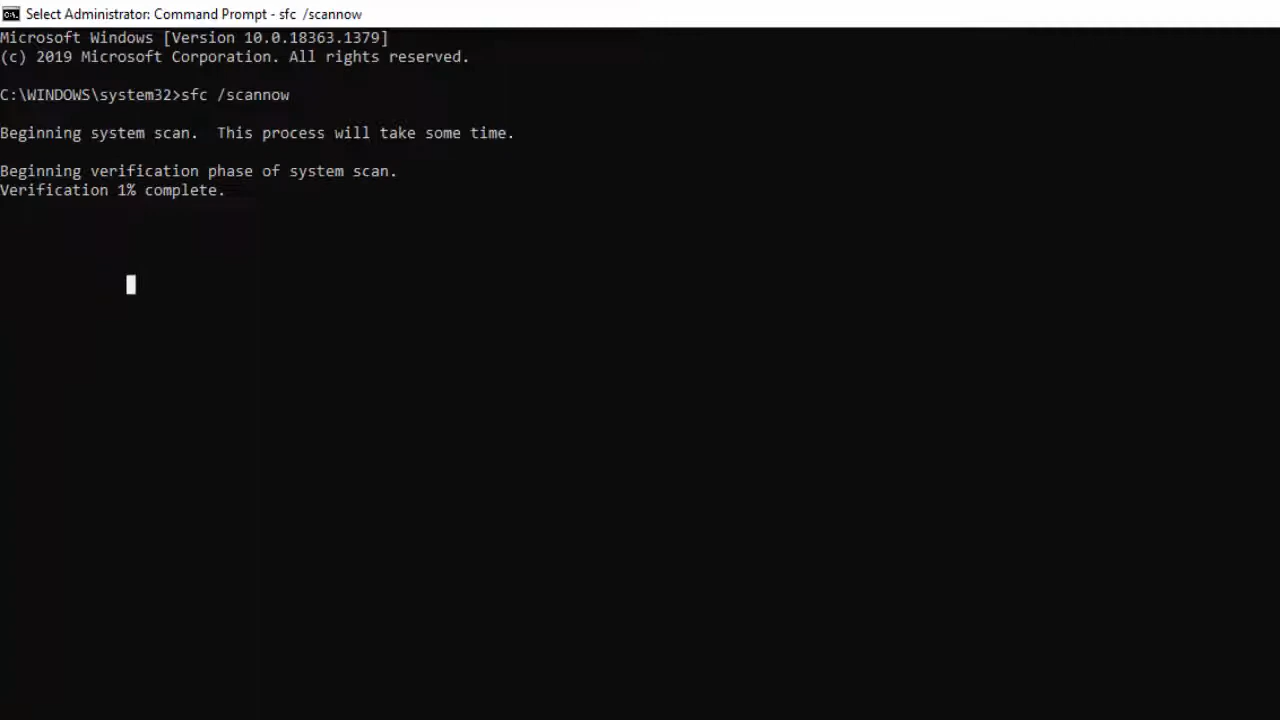 Select Administrator: Command Prompt - sfc /scannow
Microsoft Windows [Version 10.0.18363.1379]
(c) 2019 Microsoft Corporation. All rights reserved.
C:\WINDOWS\system32>sfc /scannow
Beginning system scan.  This process will take some time.
Beginning verification phase of system scan.
Verification 1% complete.